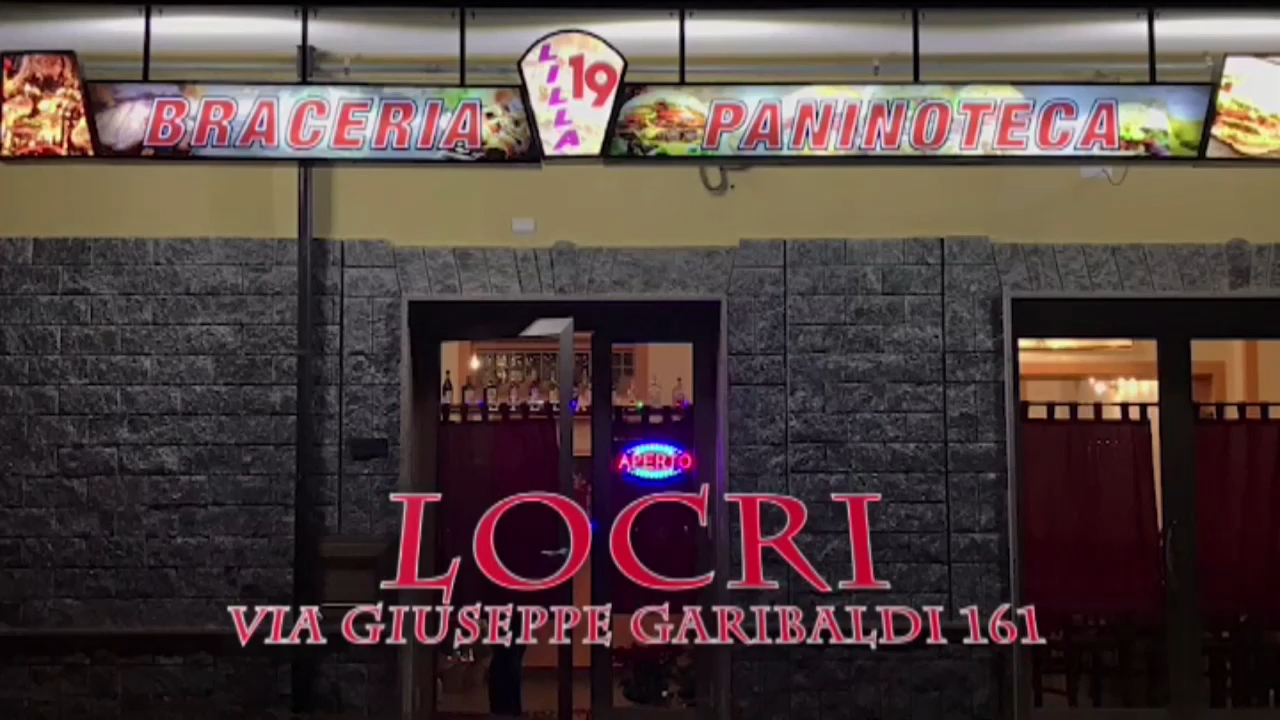 BRACERIA
LILLA
19
PANINOTECA
APERTO
LOCRI
VIA GIUSEPPE GARIBALDI 161